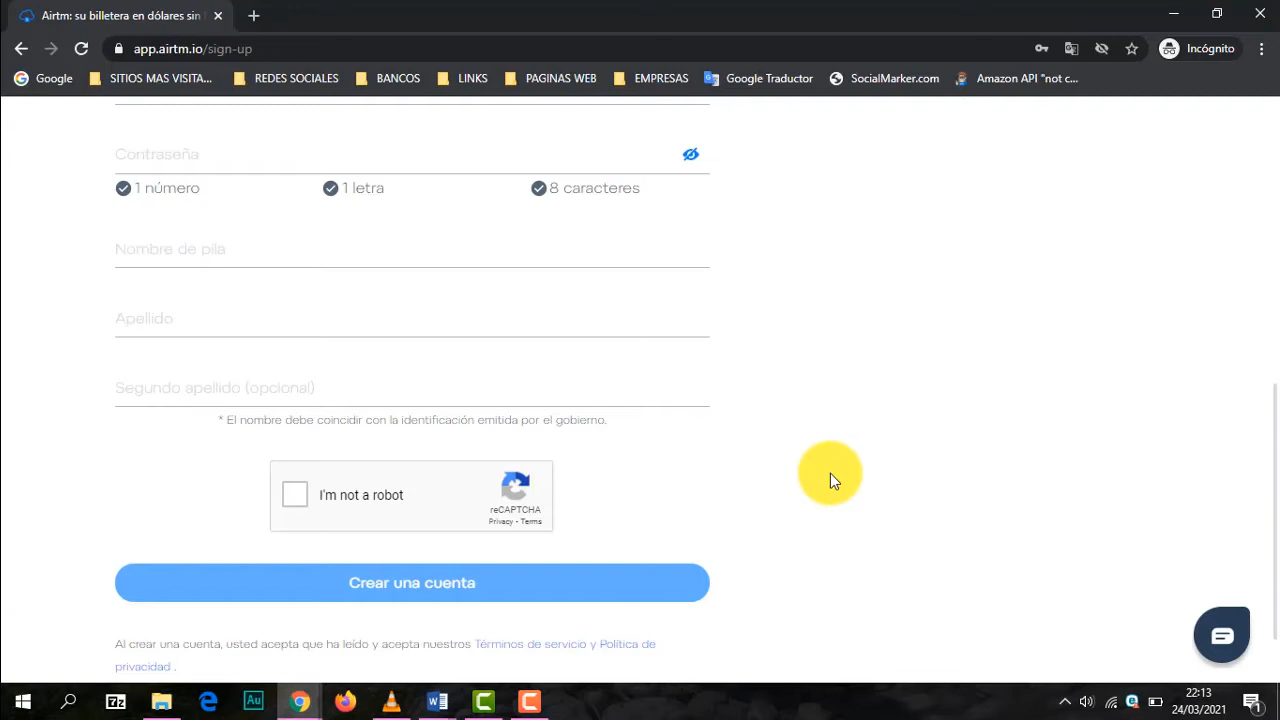 Airtm: su billetera en dólares sin
app.airtm.io/sign-up
Incógnito
Google
SITIOS MAS VISITA...
REDES SOCIALES
BANCOS
LINKS
PAGINAS WEB
EMPRESAS
Google Traductor
SocialMarker.com
Amazon API "not c...
Contraseña
1 número
1 letra
8 caracteres
Nombre de pila
Apellido
Segundo apellido (opcional)
* El nombre debe coincidir con la identificación emitida por el gobierno.
I'm not a robot
reCAPTCHA
Privacy - Terms
Crear una cuenta
Al crear una cuenta, usted acepta que ha leído y acepta nuestros Términos de servicio y Política de
privacidad .
7z
Au
W
C
C
22:13
24/03/2021
1